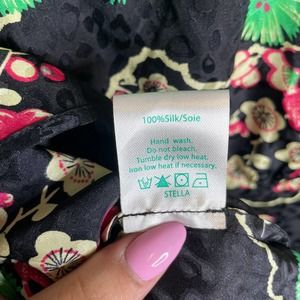 100%Silk/Soie
Hand wash.
Do not bleach.
Tumble dry low heat.
Iron low heat if necessary.
STELLA